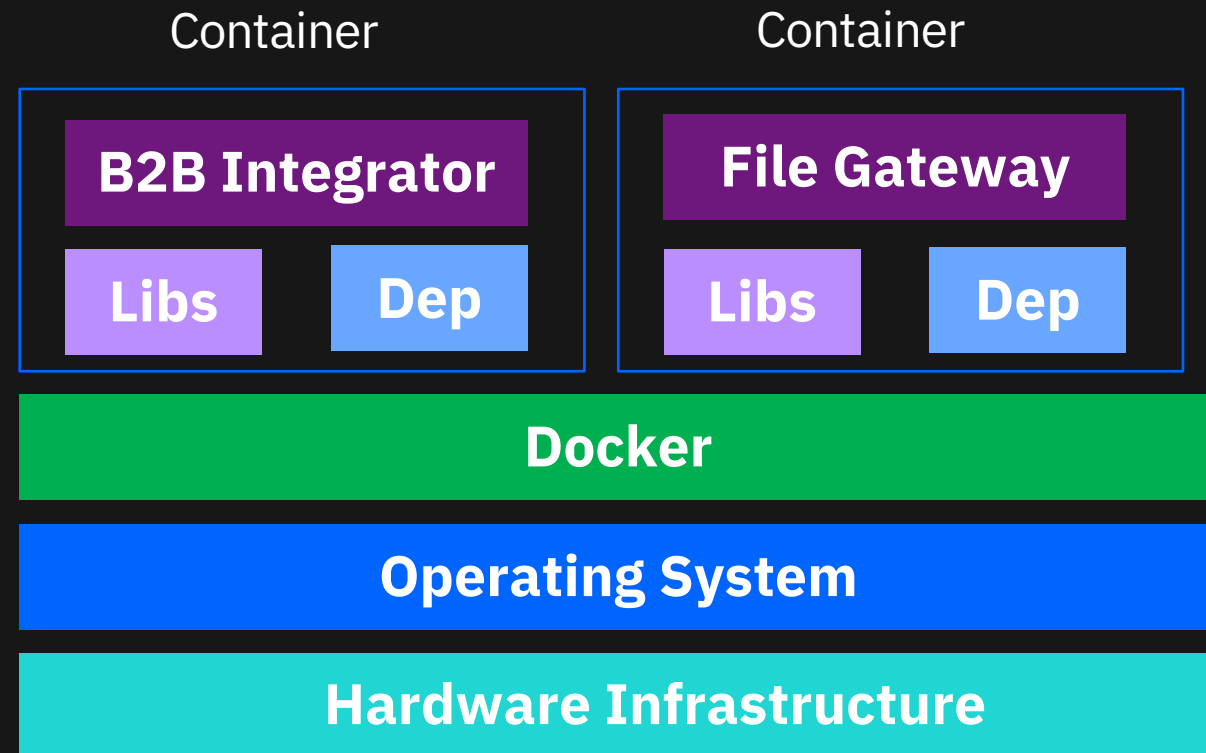 Container
Container
B2B Integrator
File Gateway
Libs
Dep
Libs
Dep
Docker
Operating System
Hardware Infrastructure